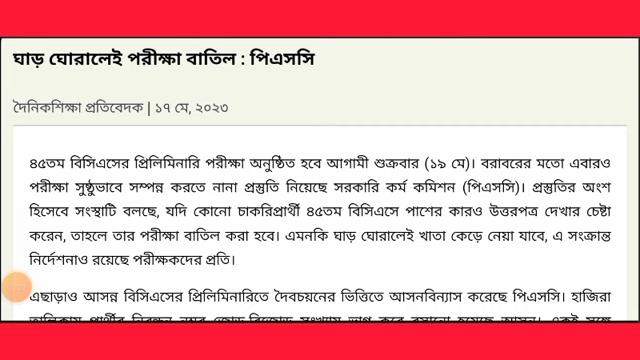 ঘাড় ঘোরালেই পরীক্ষা বাতিল : পিএসসি
দৈনিকশিক্ষা প্রতিবেদক | ১৭ মে, ২০২৩
৪৫তম বিসিএসের প্রিলিমিনারি পরীক্ষা অনুষ্ঠিত হবে আগামী শুক্রবার (১৯ মে)। বরাবরের মতো এবারও
পরীক্ষা সুষ্ঠুভাবে সম্পন্ন করতে নানা প্রস্তুতি নিয়েছে সরকারি কর্ম কমিশন (পিএসসি)। প্রস্তুতির অংশ
হিসেবে সংস্থাটি বলছে, যদি কোনো চাকরিপ্রার্থী ৪৫তম বিসিএসে পাশের কারও উত্তরপত্র দেখার চেষ্টা
করেন, তাহলে তার পরীক্ষা বাতিল করা হবে। এমনকি ঘাড় ঘোরালেই খাতা কেড়ে নেয়া যাবে, এ সংক্রান্ত
নির্দেশনাও রয়েছে পরীক্ষকদের প্রতি।
এছাড়াও আসন্ন বিসিএসের প্রিলিমিনারিতে দৈবচয়নের ভিত্তিতে আসনবিন্যাস করেছে পিএসসি। হাজিরা